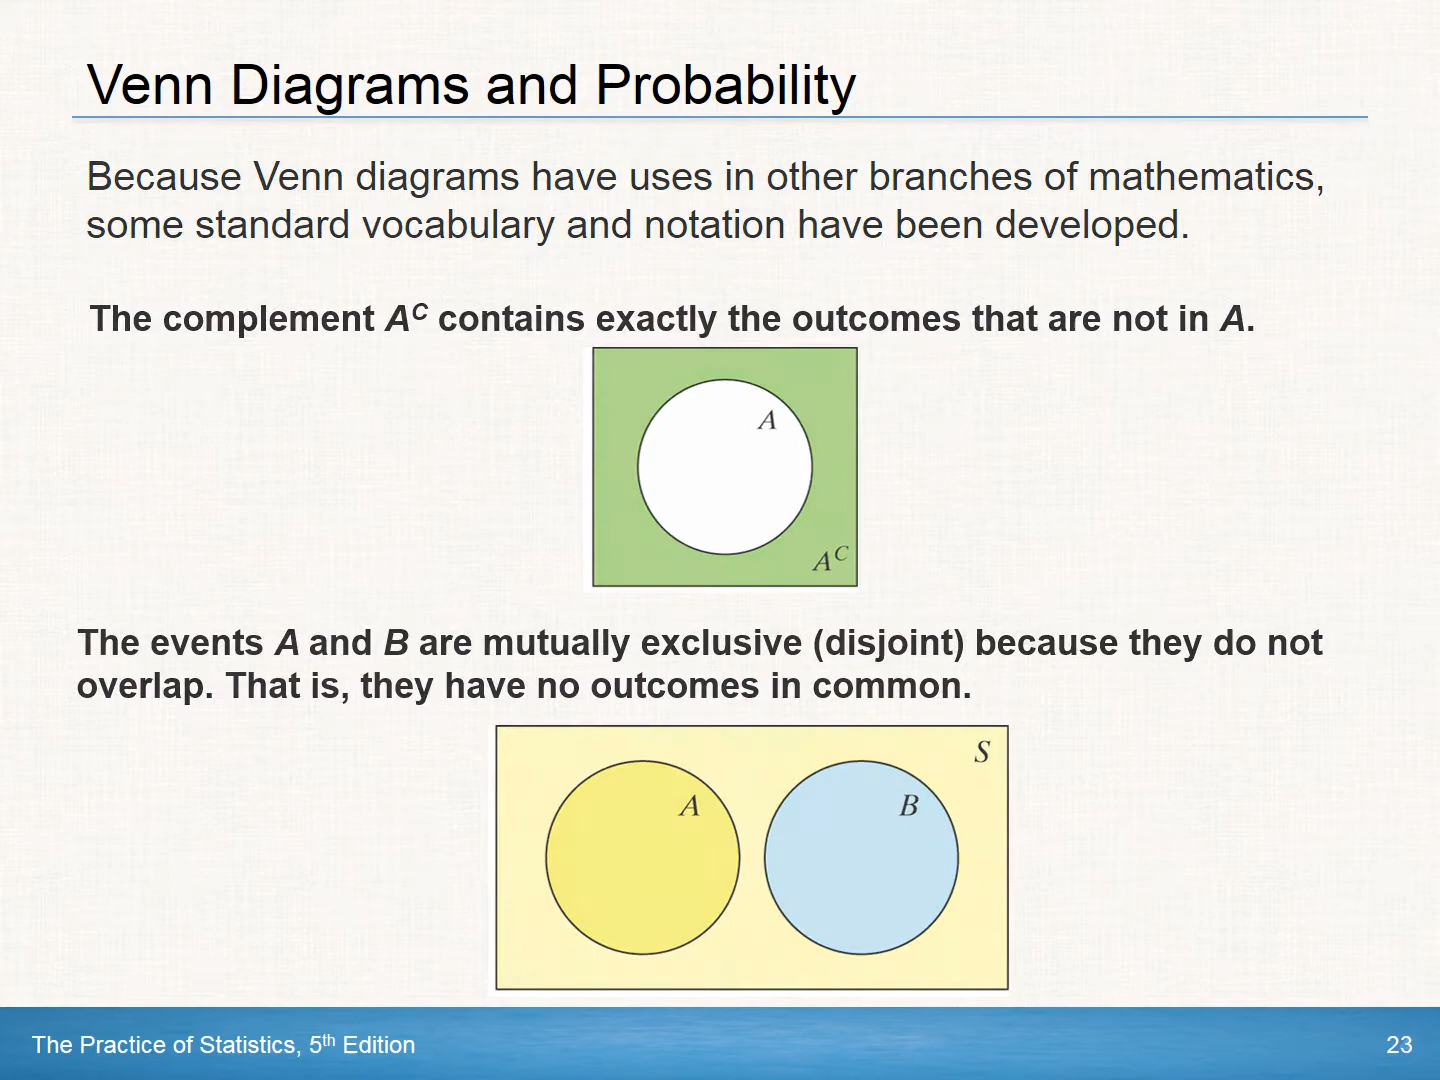 Venn Diagrams and Probability
Because Venn diagrams have uses in other branches of mathematics,
some standard vocabulary and notation have been developed.
The complement Aᶜ contains exactly the outcomes that are not in A.
A
Aᶜ
The events A and B are mutually exclusive (disjoint) because they do not
overlap. That is, they have no outcomes in common.
S
A
B
The Practice of Statistics, 5th Edition
23